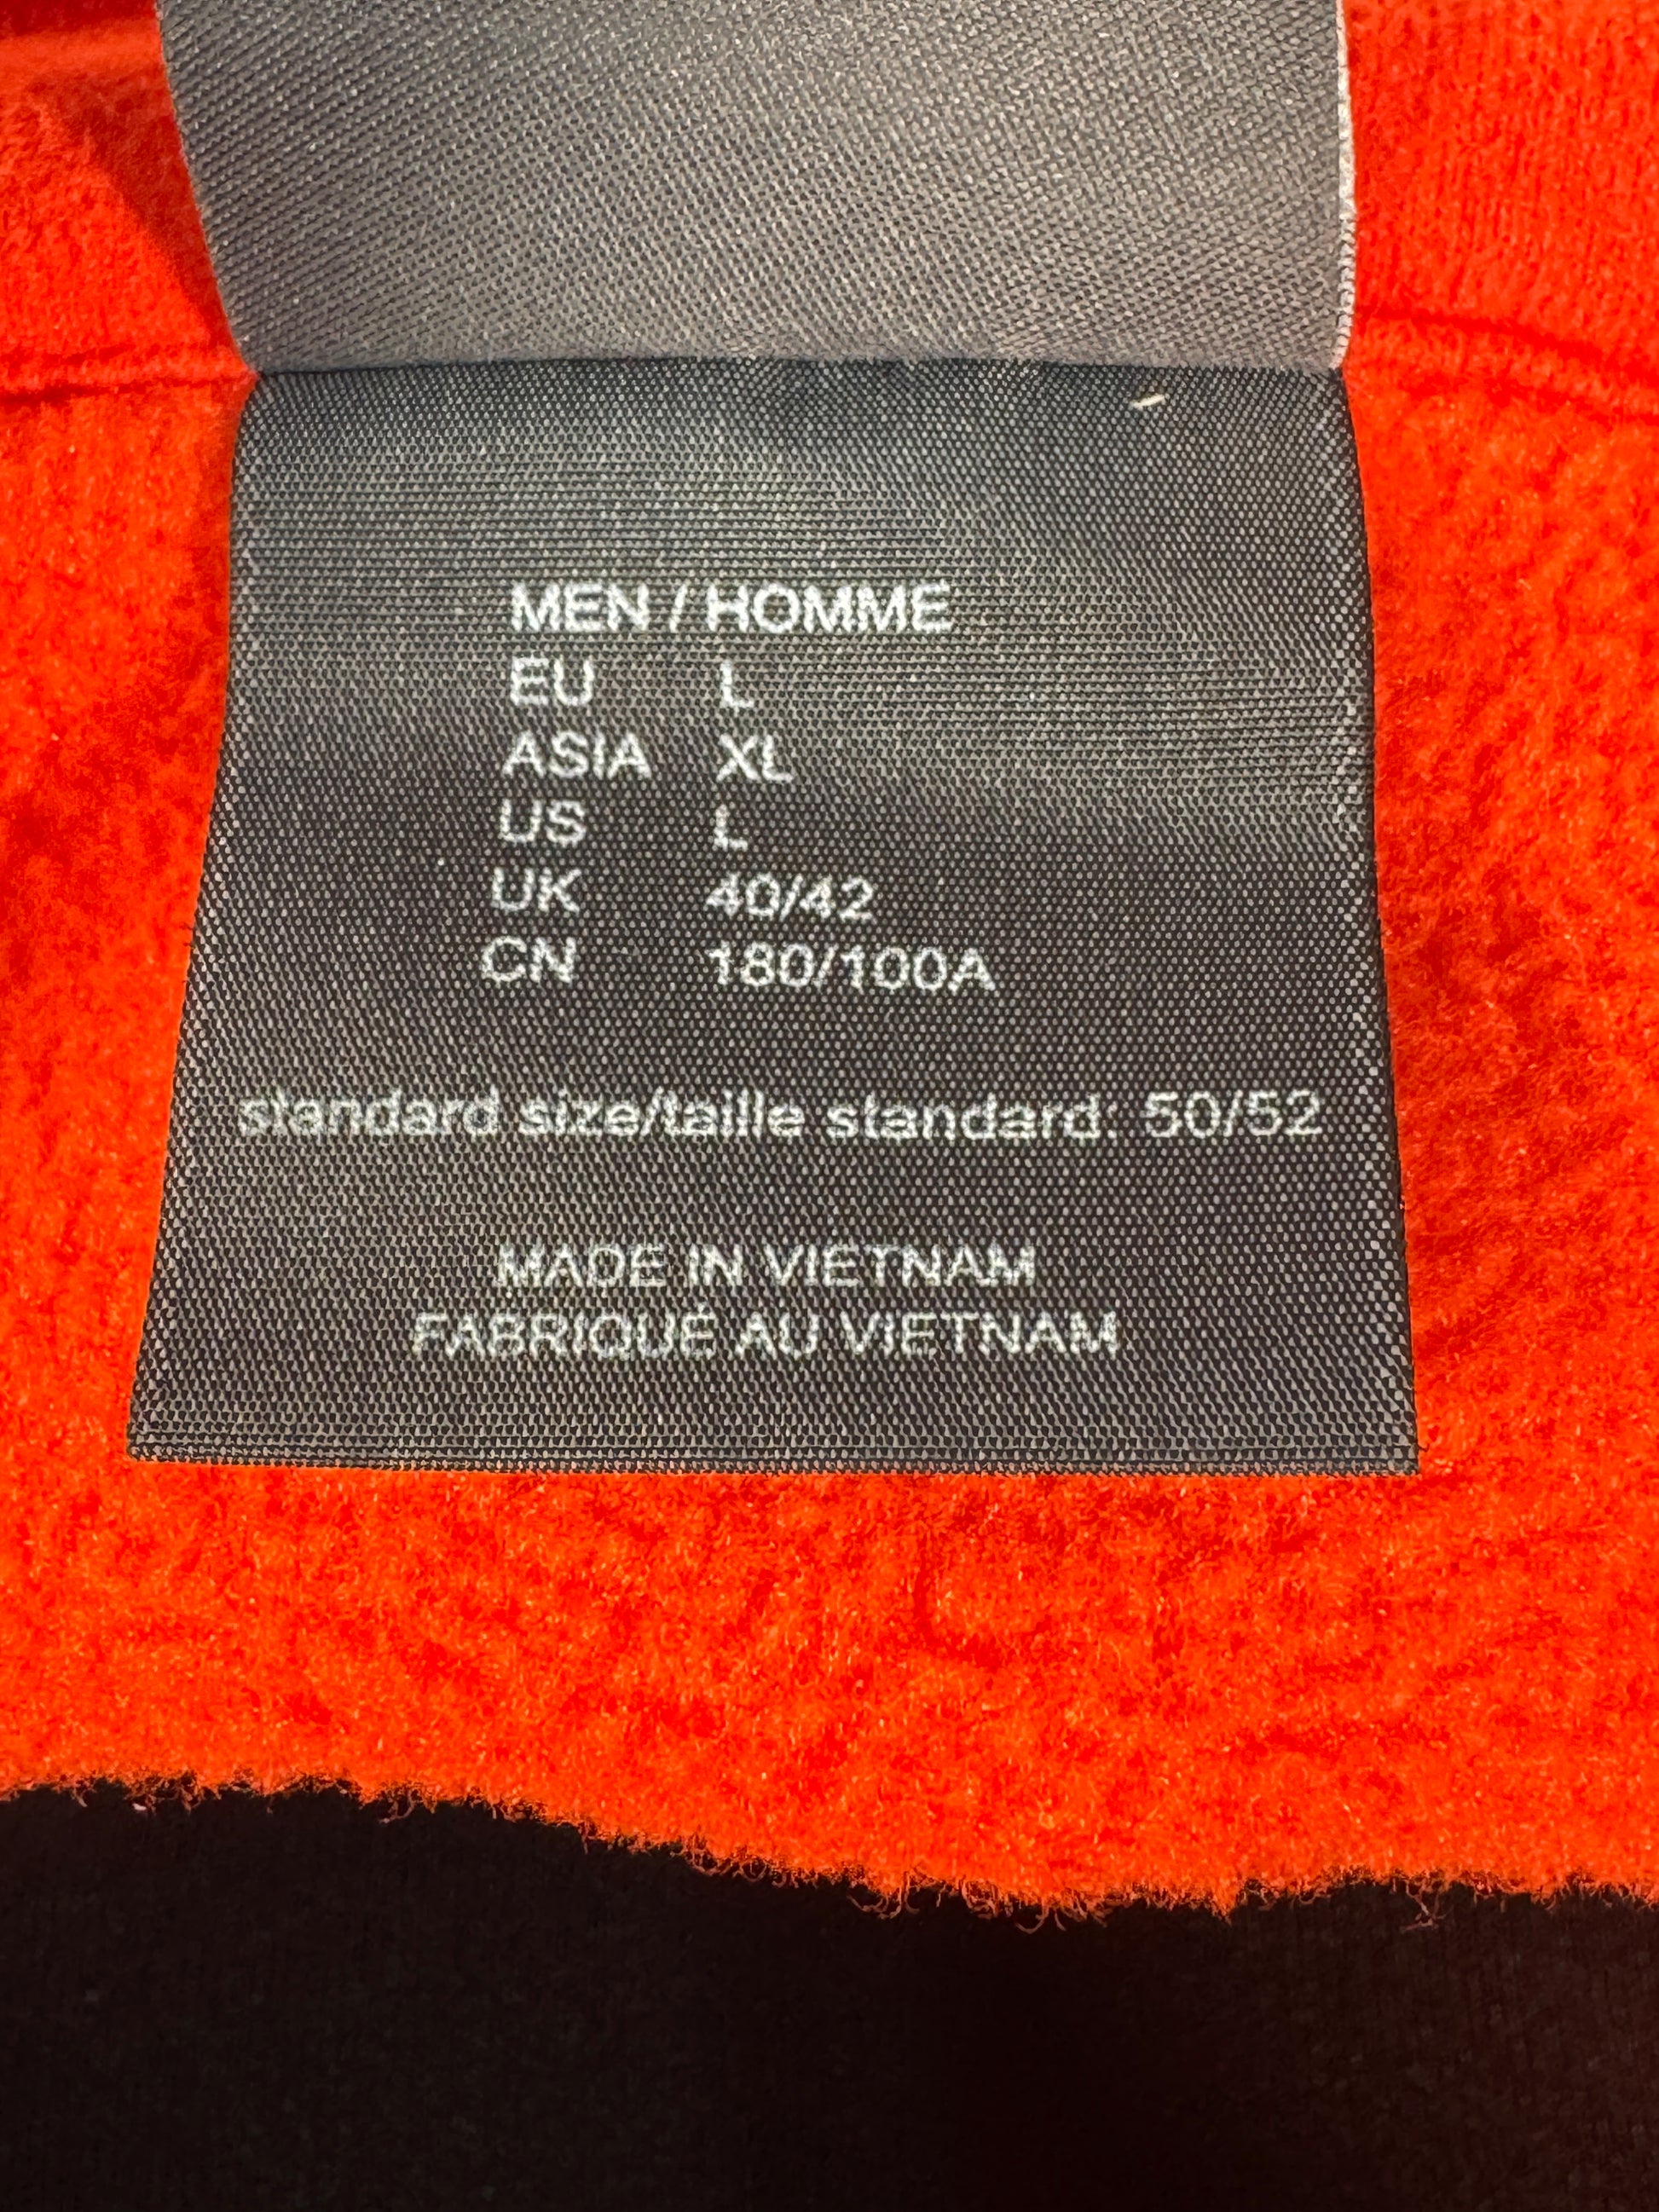 MEN / HOMME
EU L
ASIA XL
US L
UK 40/42
CN 180/100A
standard size/taille standard: 50/52
MADE IN VIETNAM
FABRIQUÉ AU VIETNAM